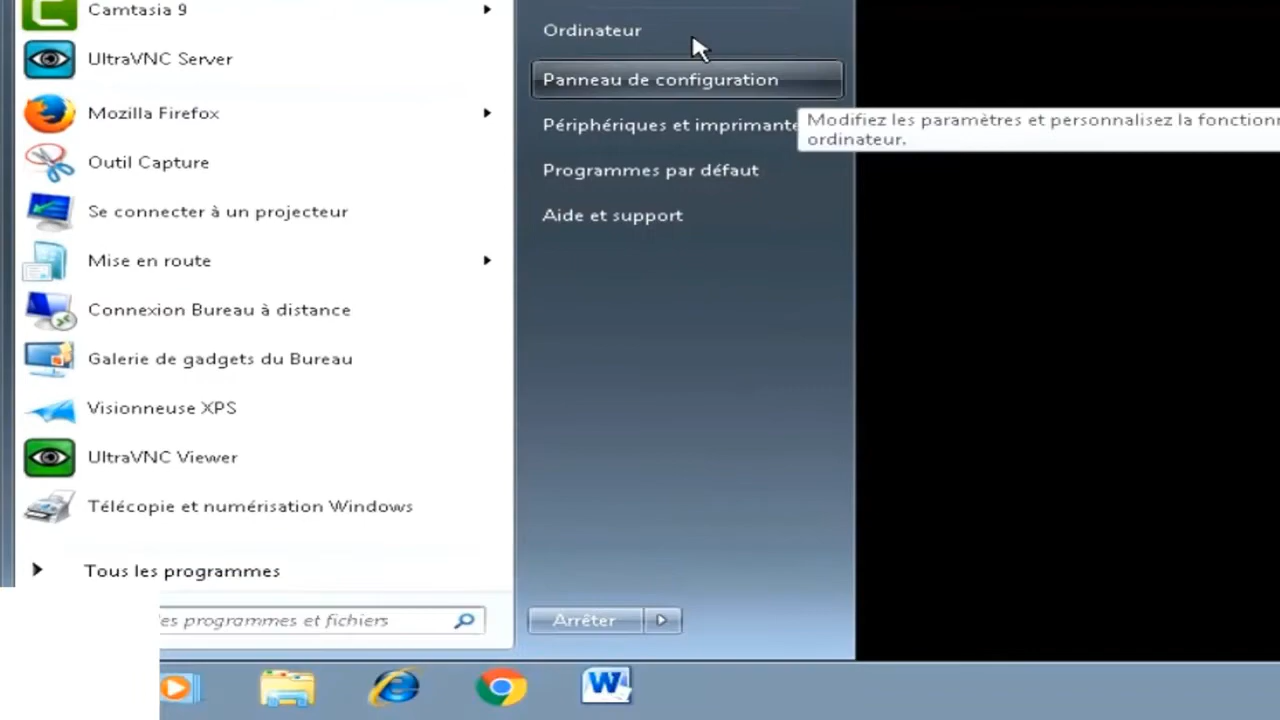 Camtasia 9
UltraVNC Server
Mozilla Firefox
Outil Capture
Se connecter à un projecteur
Mise en route
Connexion Bureau à distance
Galerie de gadgets du Bureau
Visionneuse XPS
UltraVNC Viewer
Télécopie et numérisation Windows
Tous les programmes
les programmes et fichiers
Ordinateur
Panneau de configuration
Périphériques et imprimante
Programmes par défaut
Aide et support
Modifiez les paramètres et personnalisez la fonctionn
ordinateur.
Arrêter